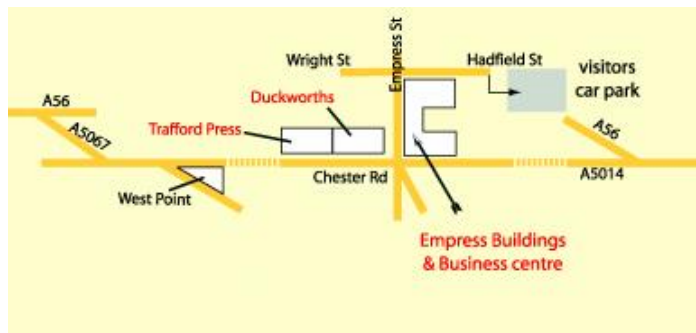 Empress St
Wright St
Hadfield St
visitors
car park
Duckworths
A56
A5067
Trafford Press
A56
Chester Rd
A5014
West Point
Empress Buildings
& Business centre